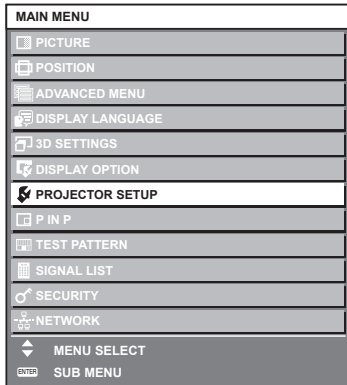 MAIN MENU
PICTURE
POSITION
ADVANCED MENU
DISPLAY LANGUAGE
3D SETTINGS
DISPLAY OPTION
PROJECTOR SETUP
P IN P
TEST PATTERN
SIGNAL LIST
SECURITY
NETWORK
MENU SELECT
ENTER SUB MENU